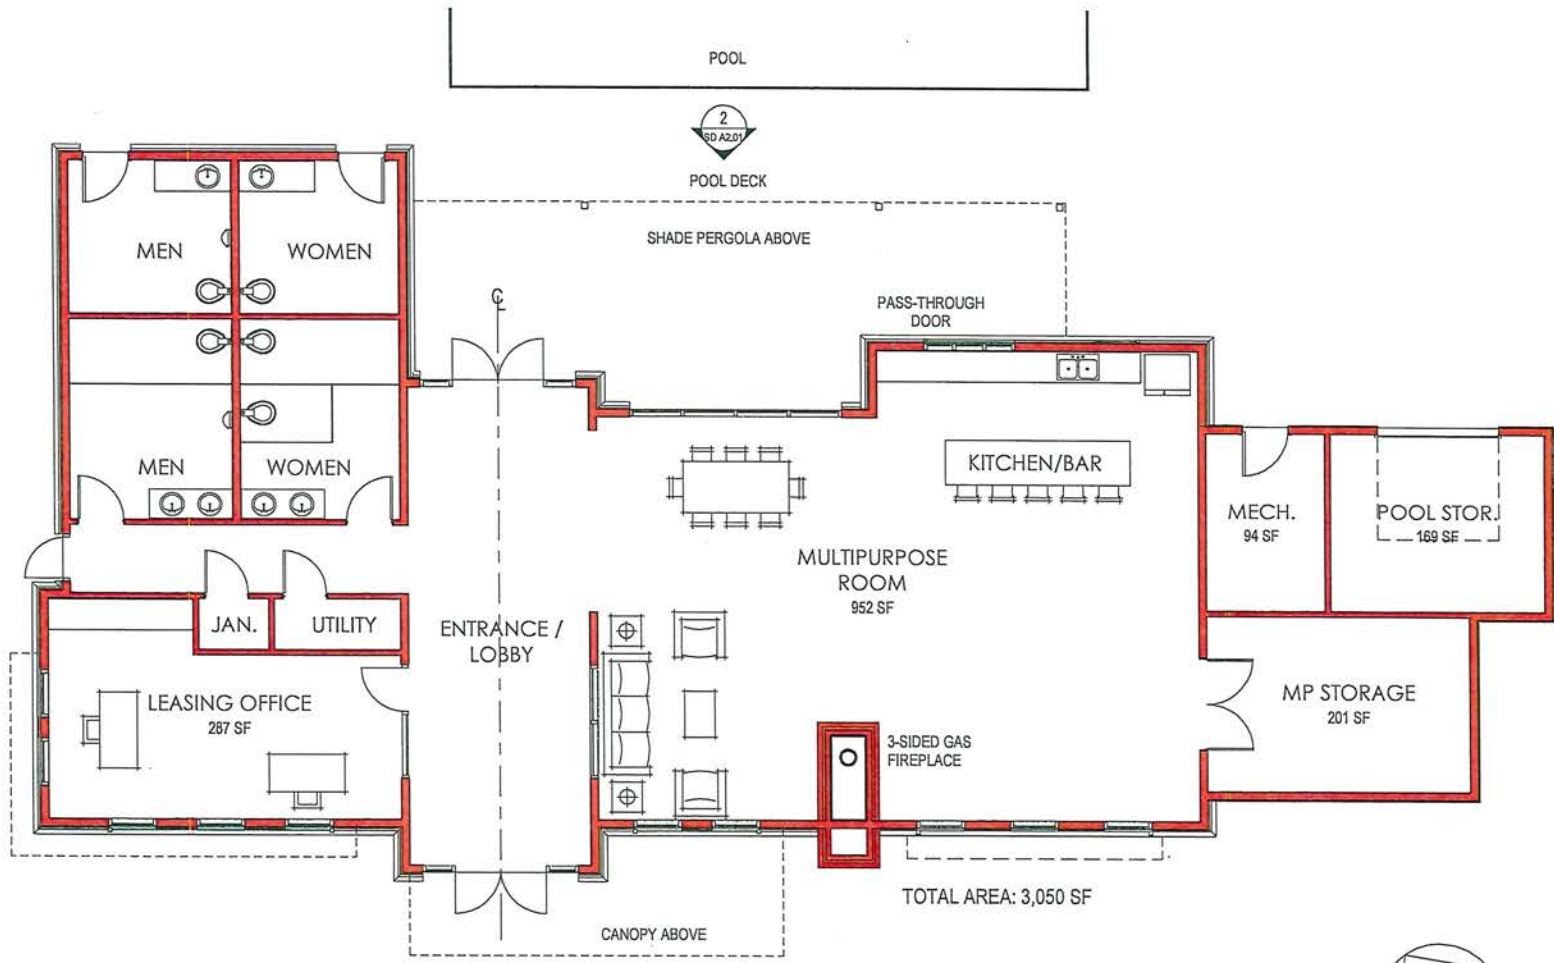 POOL
2
SD A2.01
POOL DECK
SHADE PERGOLA ABOVE
MEN
WOMEN
PASS-THROUGH
DOOR
MEN
WOMEN
KITCHEN/BAR
MECH.
94 SF
POOL STOR.
169 SF
MULTIPURPOSE
ROOM
952 SF
JAN.
UTILITY
ENTRANCE /
LOBBY
LEASING OFFICE
287 SF
MP STORAGE
201 SF
3-SIDED GAS
FIREPLACE
TOTAL AREA: 3,050 SF
CANOPY ABOVE